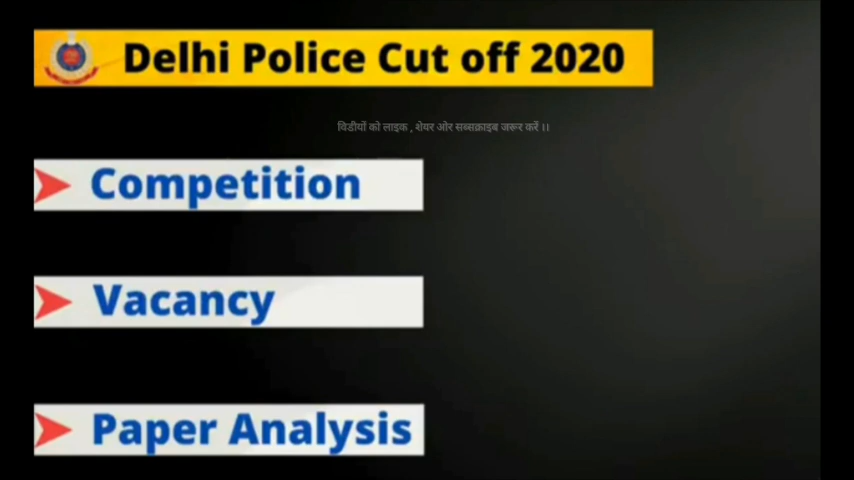 Delhi Police Cut off 2020
विडीयों को लाइक , शेयर ओर सब्सक्राइब जरूर करें ।।
Competition
Vacancy
Paper Analysis